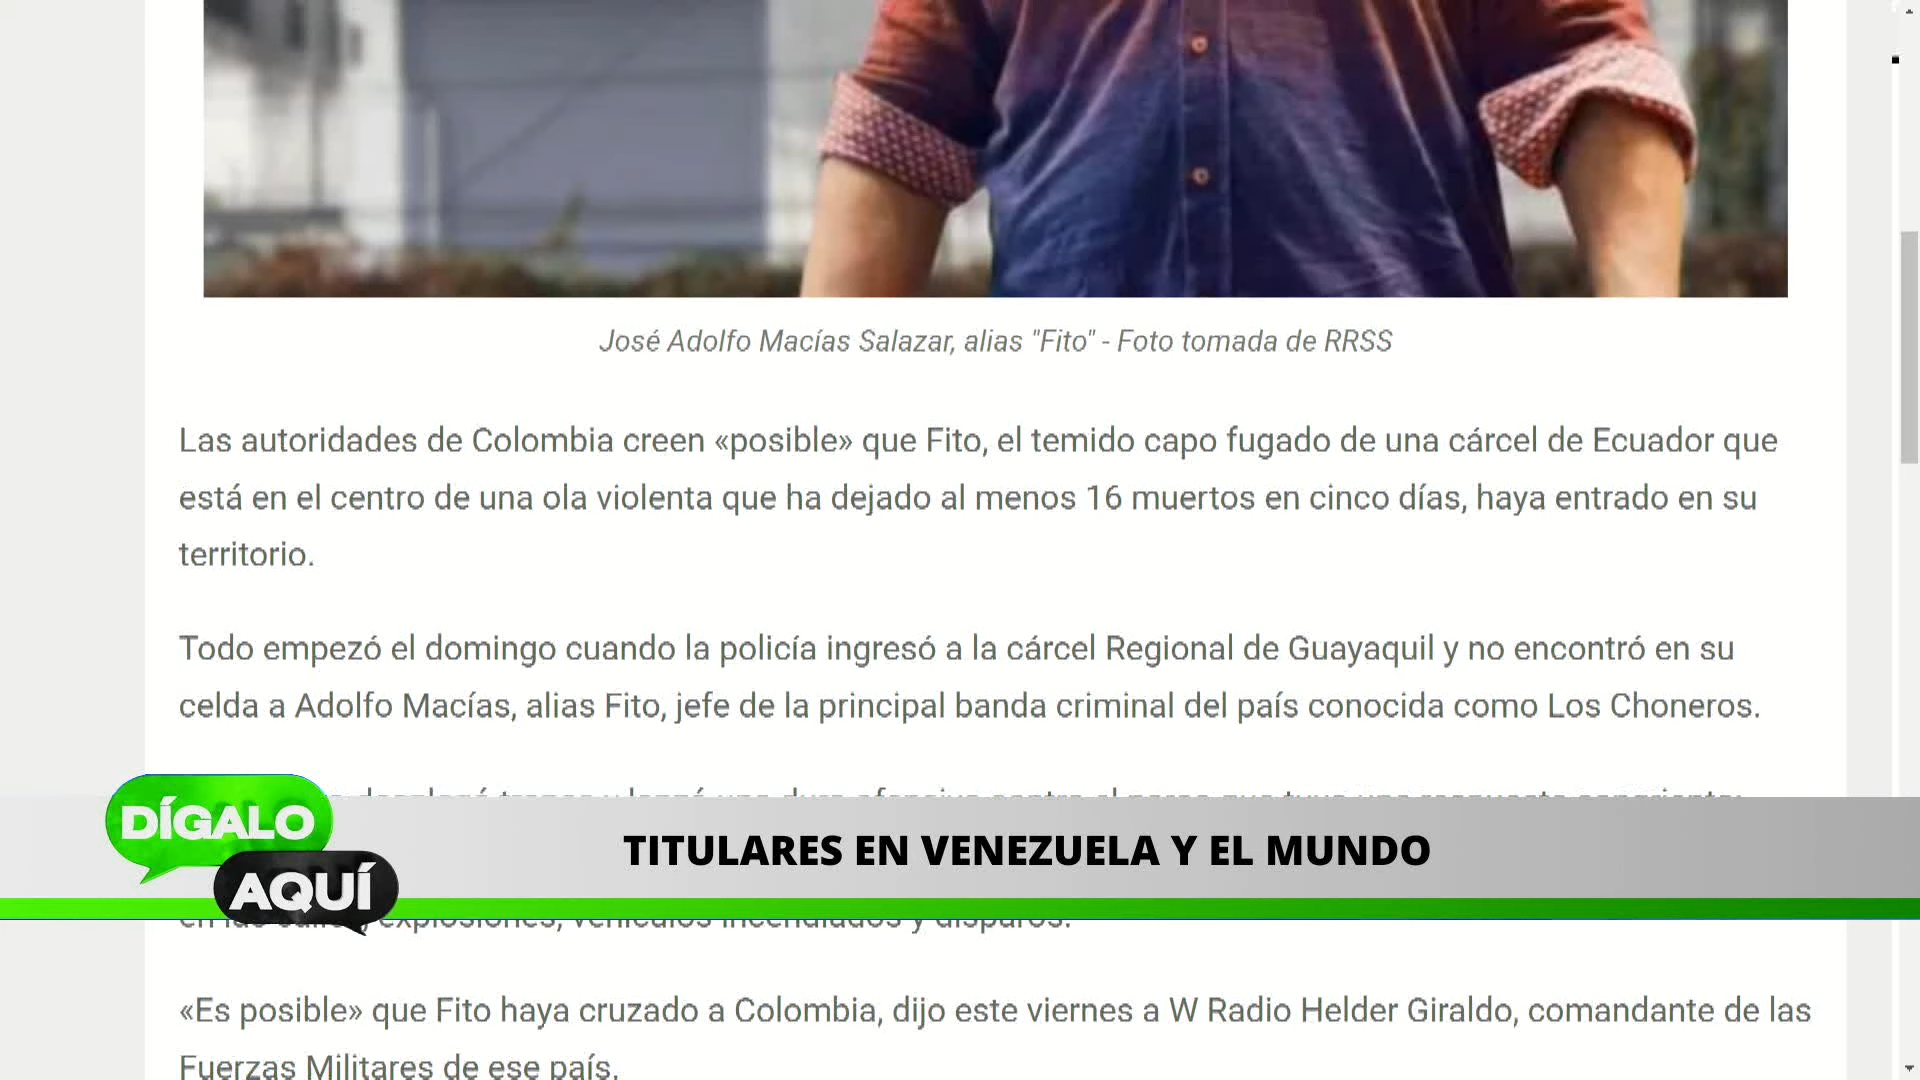 José Adolfo Macías Salazar, alias "Fito" - Foto tomada de RRSS
Las autoridades de Colombia creen «posible» que Fito, el temido capo fugado de una cárcel de Ecuador que
está en el centro de una ola violenta que ha dejado al menos 16 muertos en cinco días, haya entrado en su
territorio.
Todo empezó el domingo cuando la policía ingresó a la cárcel Regional de Guayaquil y no encontró en su
celda a Adolfo Macías, alias Fito, jefe de la principal banda criminal del país conocida como Los Choneros.
DÍGALO
AQUÍ
TITULARES EN VENEZUELA Y EL MUNDO
explosiones, vehículos incendiados y disparos.
«Es posible» que Fito haya cruzado a Colombia, dijo este viernes a W Radio Helder Giraldo, comandante de las
Fuerzas Militares de ese país.